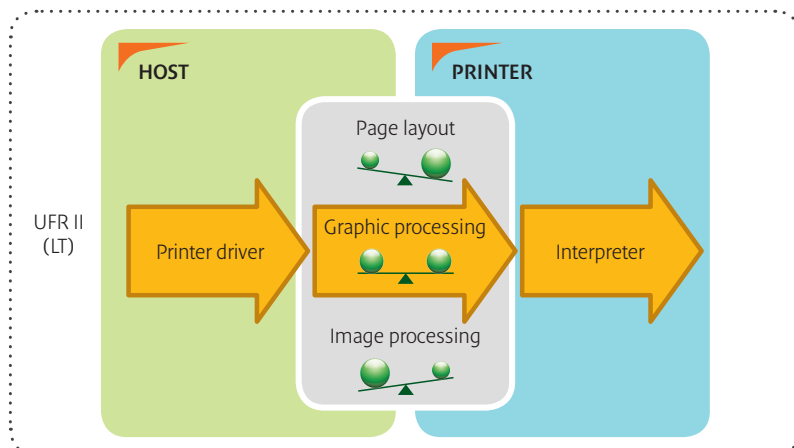 HOST
PRINTER
Page layout
UFR II
(LT)
Printer driver
Graphic processing
Interpreter
Image processing